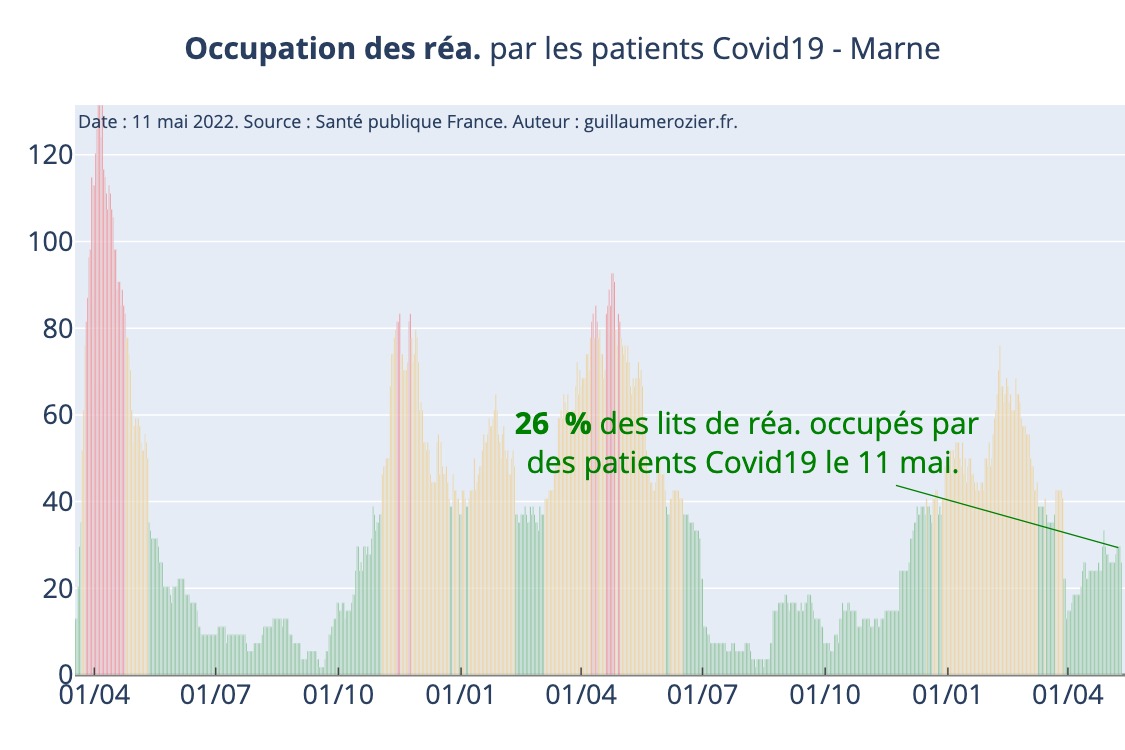 Occupation des réa. par les patients Covid19 - Marne
Date : 11 mai 2022. Source : Santé publique France. Auteur : guillaumerozier.fr.
120
100
80
60
40
20
0
26 % des lits de réa. occupés par
des patients Covid19 le 11 mai.
01/04 01/07 01/10 01/01 01/04 01/07 01/10 01/01 01/04